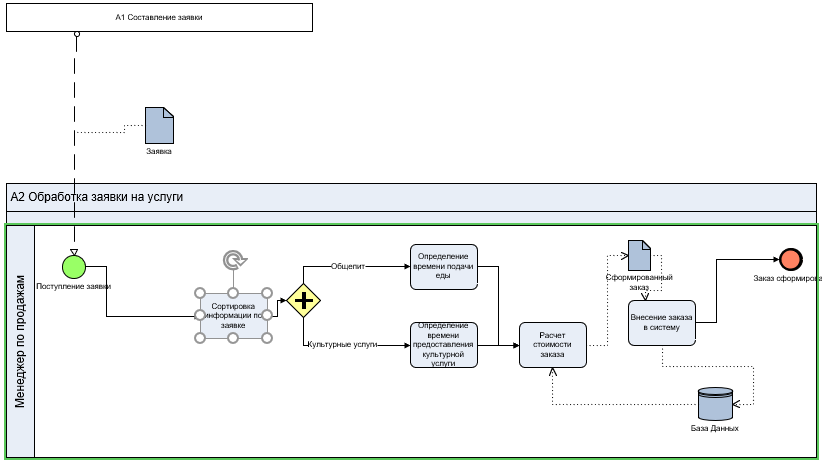 A1 Составление заявки
Заявка
A2 Обработка заявки на услуги
Менеджер по продажам
Поступление заявки
Сортировка
информации по
заявке
Общепит
Культурные услуги
Определение
времени подачи
еды
Определение
времени
предоставления
культурной
услуги
Расчет
стоимости
заказа
Сформированный
заказ
Внесение заказа
в систему
База Данных
Заказ сформирова